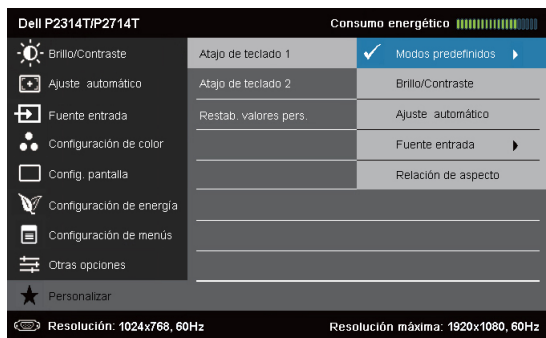 Dell P2314T/P2714T Consumo energético
Brillo/Contraste Atajo de teclado 1 Modos predefinidos
Ajuste automático Atajo de teclado 2 Brillo/Contraste
Fuente entrada Restab. valores pers. Ajuste automático
Configuración de color Fuente entrada
Config. pantalla Relación de aspecto
Configuración de energía
Configuración de menús
Otras opciones
Personalizar
Resolución: 1024x768, 60Hz Resolución máxima: 1920x1080, 60Hz